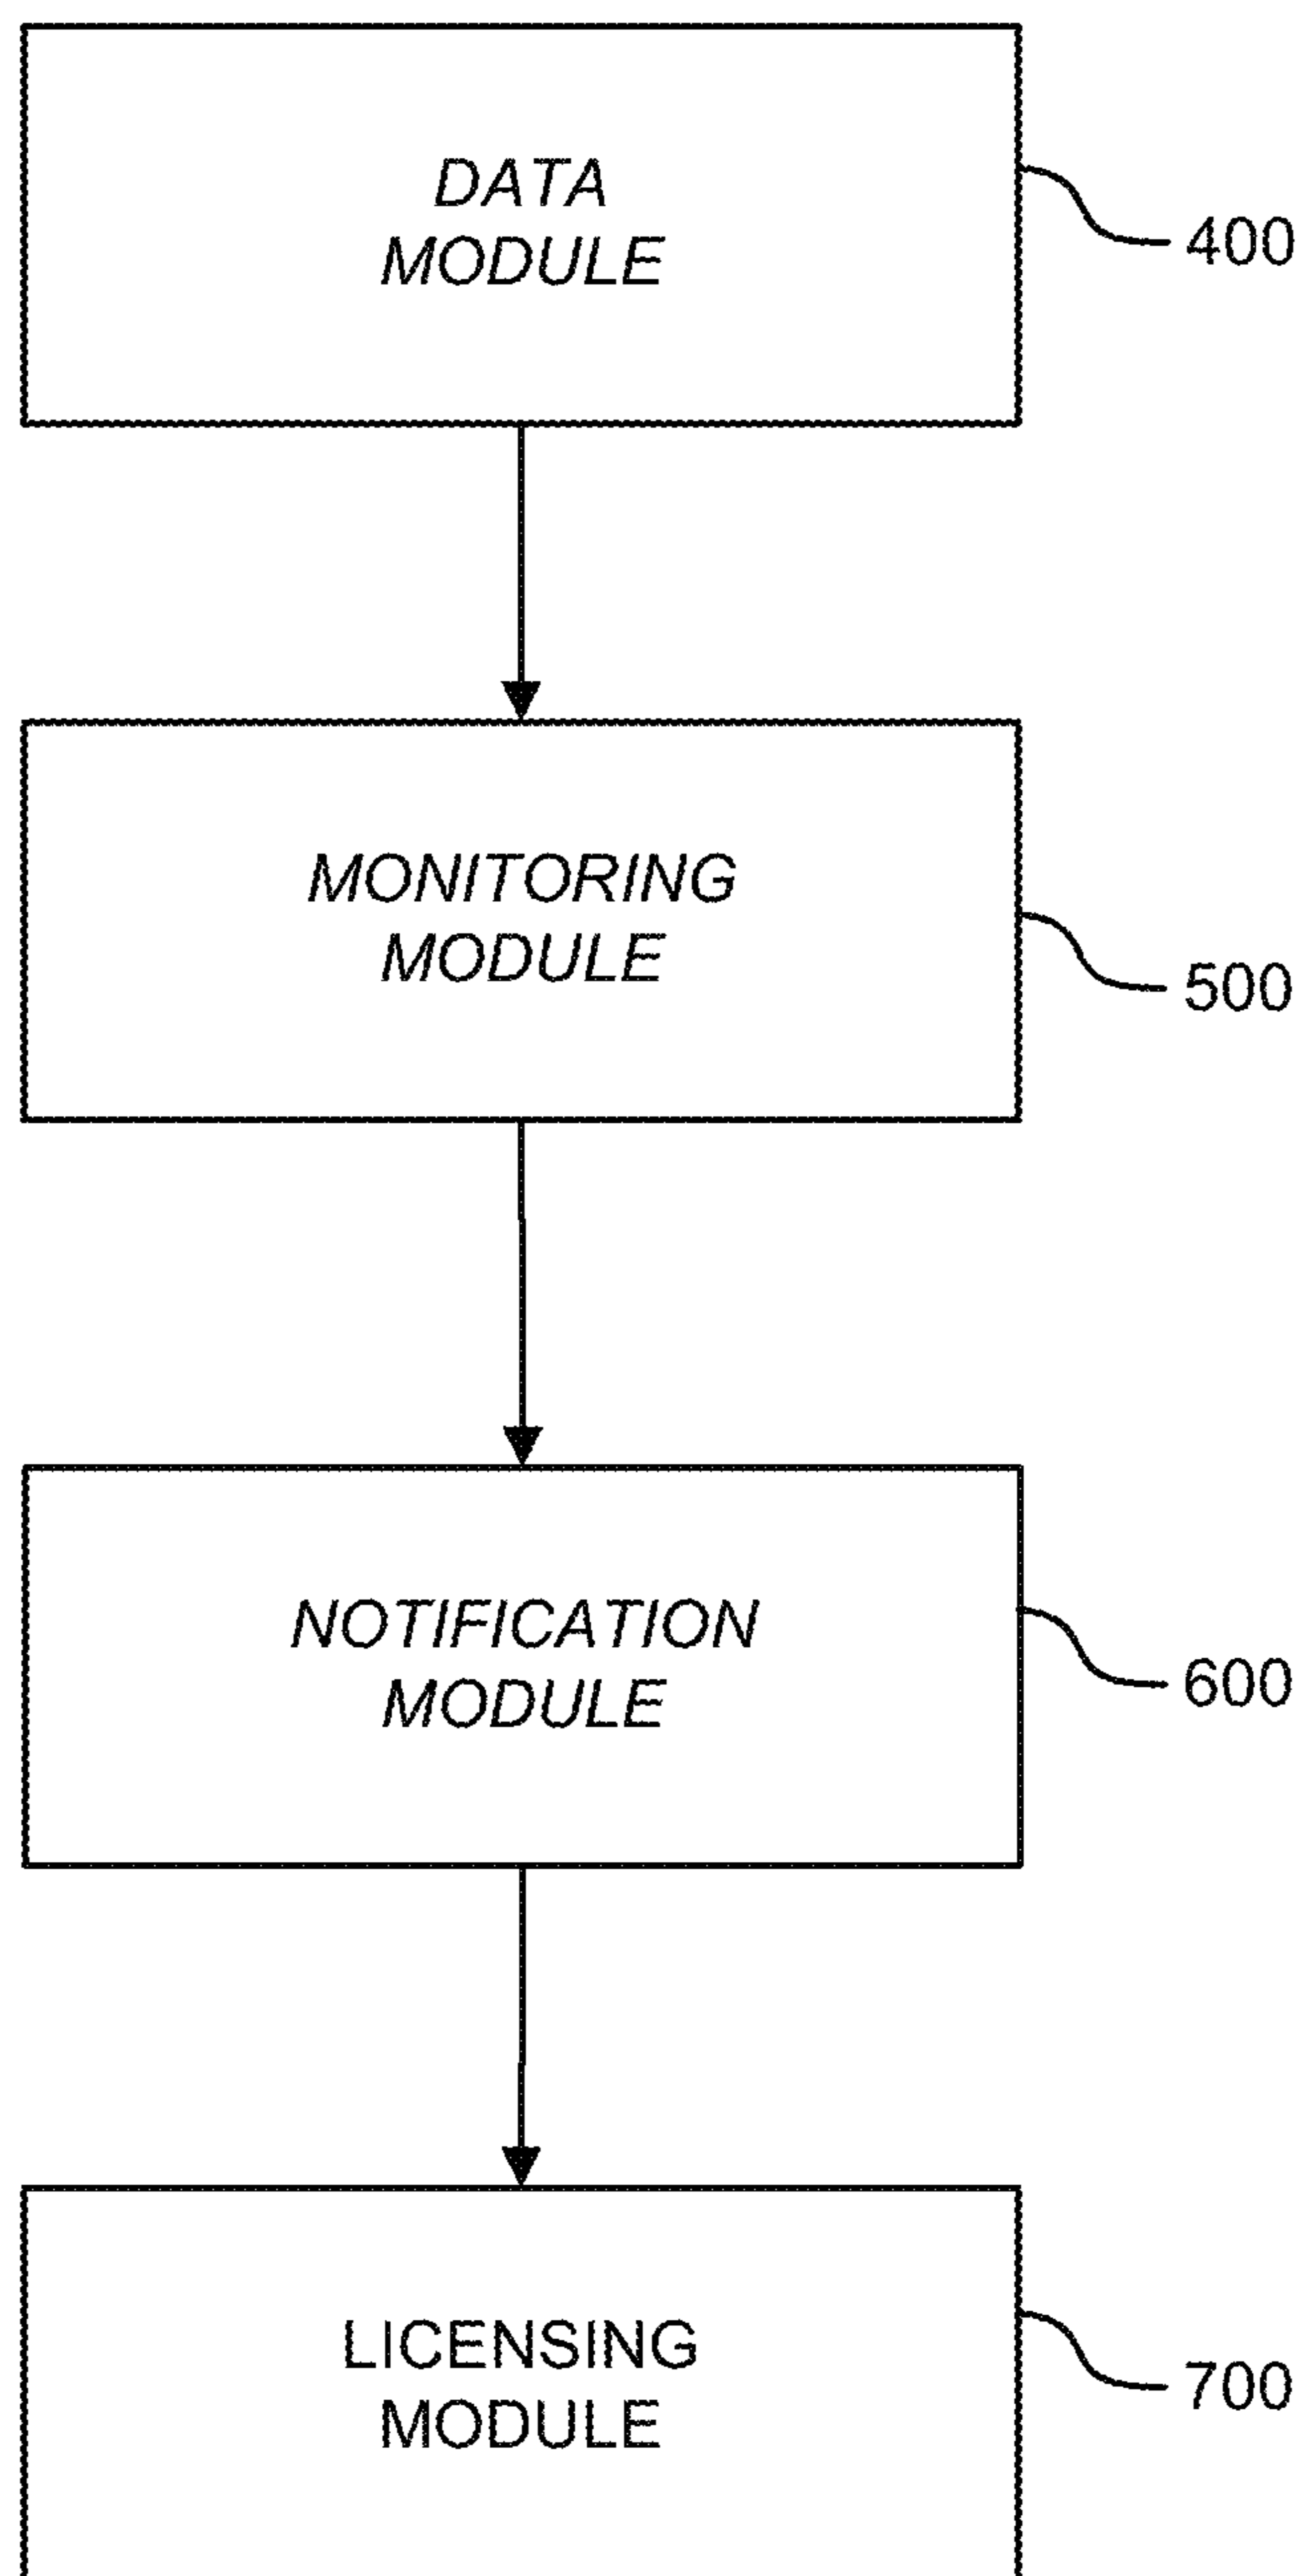 DATA
MODULE
400
MONITORING
MODULE
500
NOTIFICATION
MODULE
600
LICENSING
MODULE
700